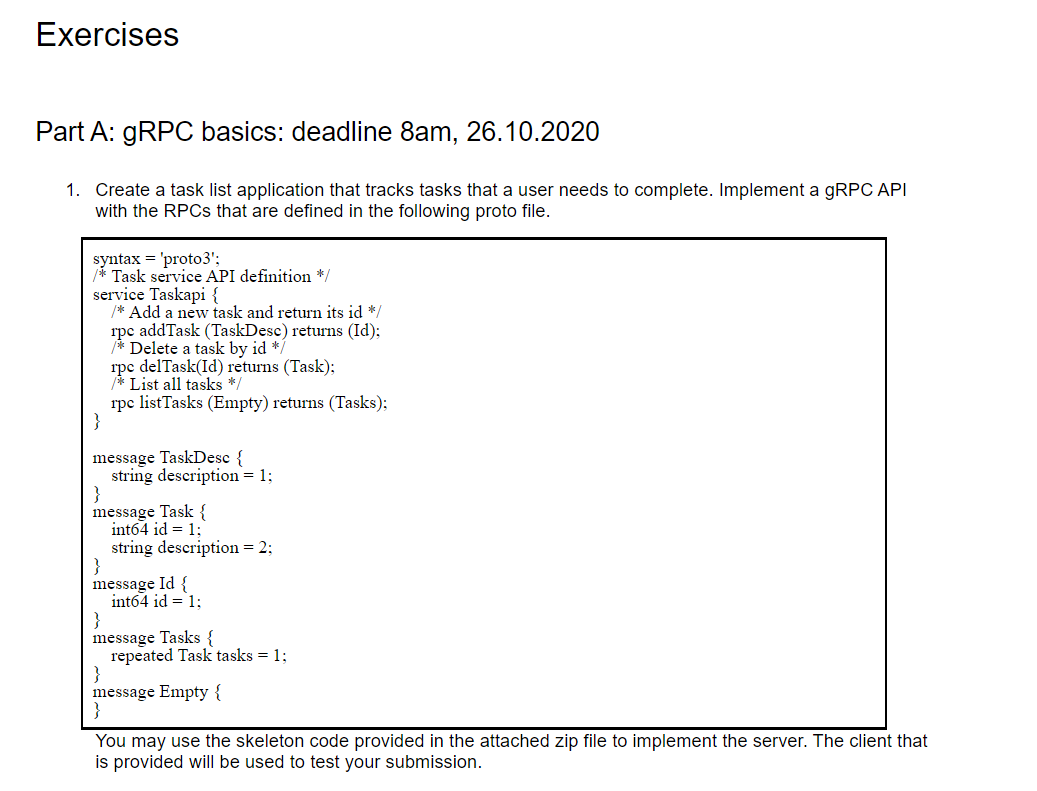 Exercises
Part A: gRPC basics: deadline 8am, 26.10.2020
1. Create a task list application that tracks tasks that a user needs to complete. Implement a gRPC API
with the RPCs that are defined in the following proto file.
syntax = 'proto3';
/* Task service API definition */
service Taskapi {
/* Add a new task and return its id */
rpc addTask (TaskDesc) returns (Id);
/* Delete a task by id */
rpc delTask(Id) returns (Task);
/* List all tasks */
rpc listTasks (Empty) returns (Tasks);
}
message TaskDesc {
string description = 1;
}
message Task {
int64 id = 1;
string description = 2;
}
message Id {
int64 id = 1;
}
message Tasks {
repeated Task tasks = 1;
}
message Empty {
}
You may use the skeleton code provided in the attached zip file to implement the server. The client that
is provided will be used to test your submission.